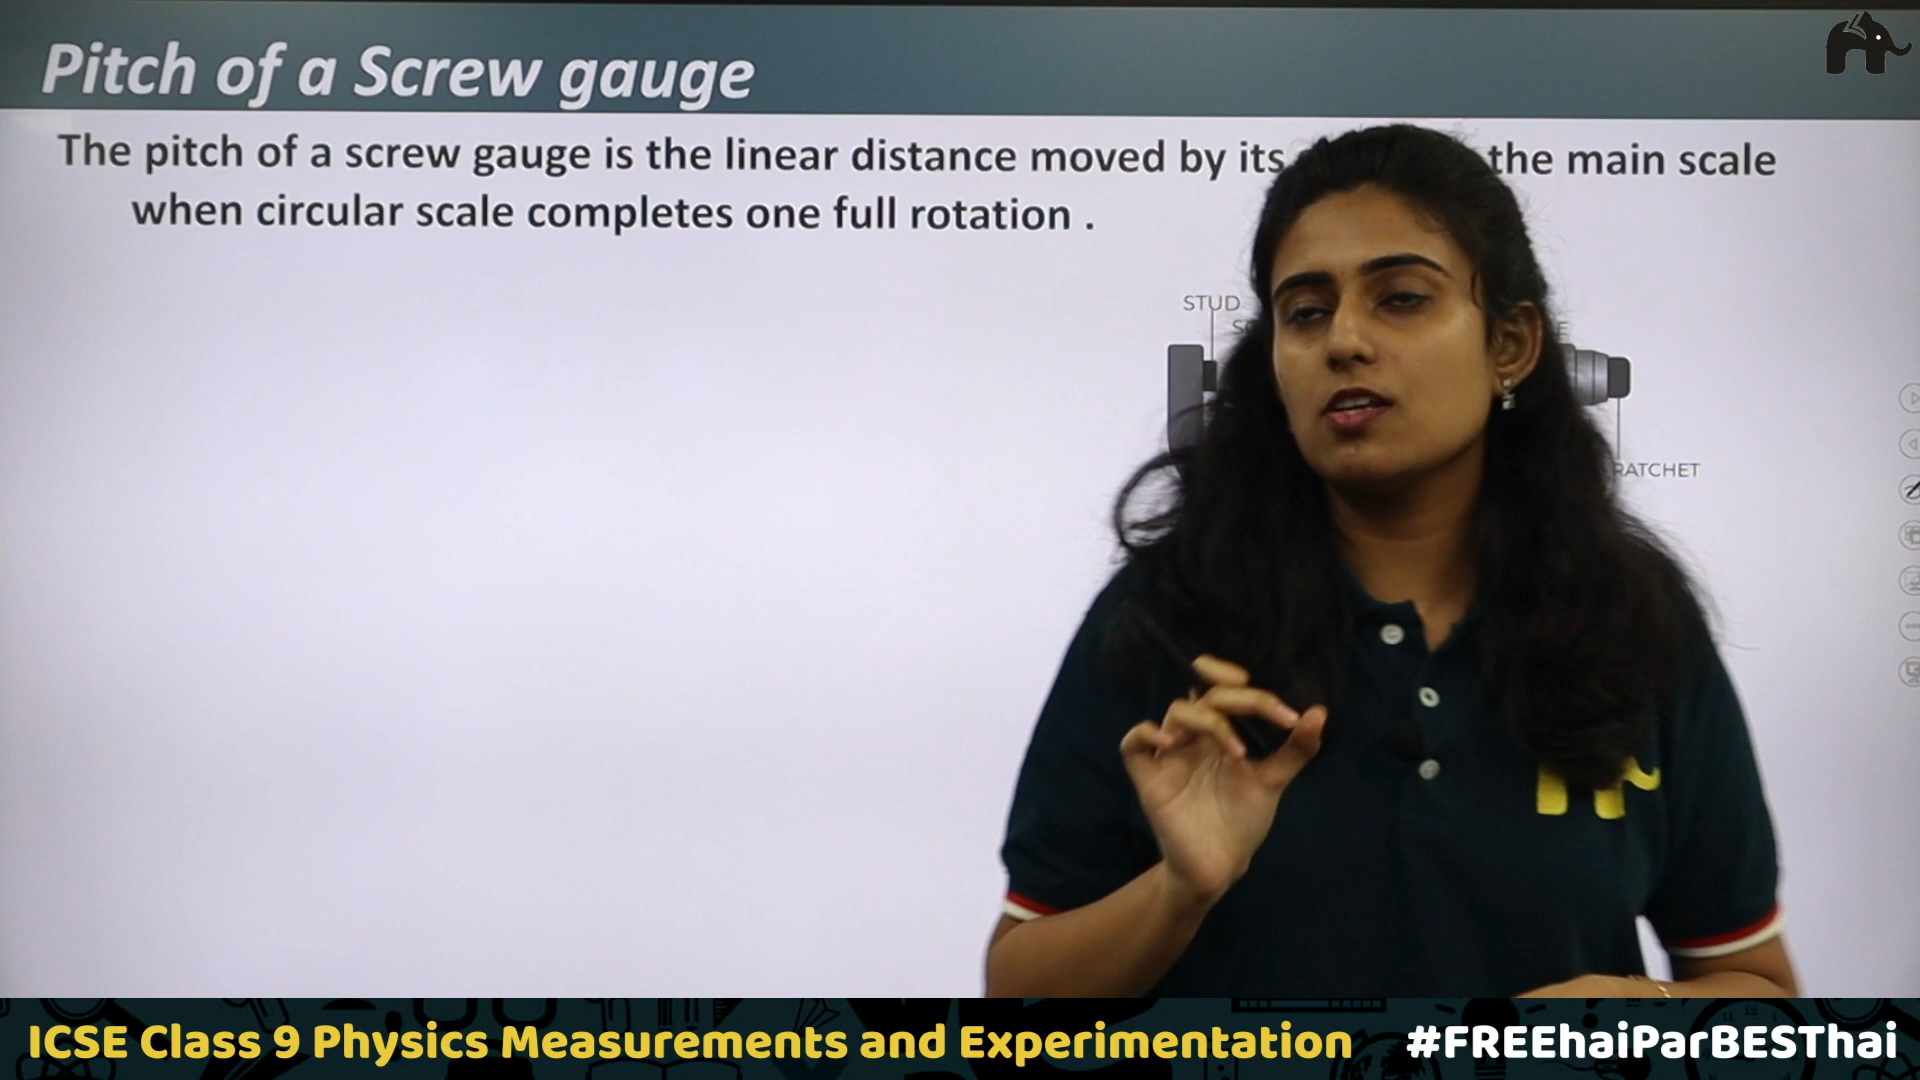 Pitch of a Screw gauge
The pitch of a screw gauge is the linear distance moved by its the main scale
when circular scale completes one full rotation .
STUD
RATCHET
ICSE Class 9 Physics Measurements and Experimentation #FREEhaiParBESThai